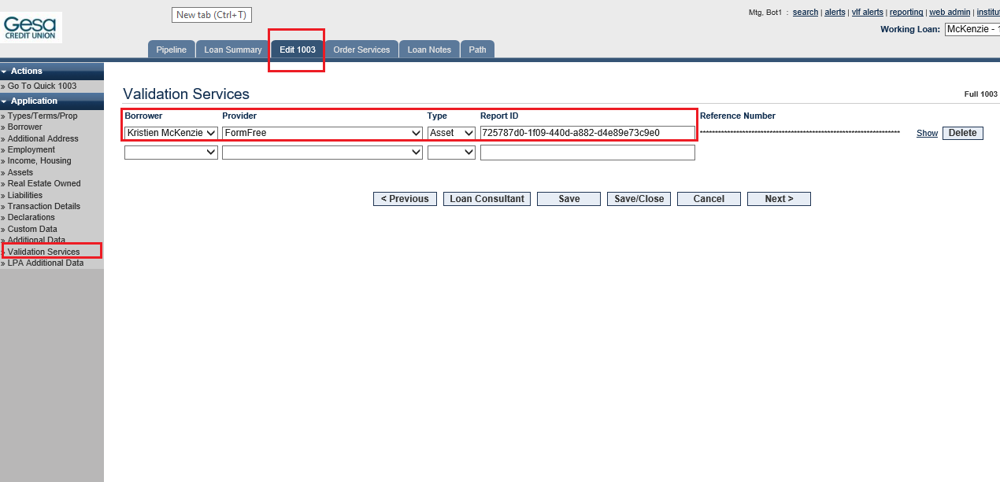 Gesa
CREDIT UNION
New tab (Ctrl+T)
Mtg, Bot1 : search | alerts | vlf alerts | reporting | web admin |
Working Loan: McKenzie -
Pipeline Loan Summary Edit 1003 Order Services Loan Notes Path
Actions
» Go To Quick 1003
Application
» Types/Terms/Prop
» Borrower
» Additional Address
» Employment
» Income, Housing
» Assets
» Real Estate Owned
» Liabilities
» Transaction Details
» Declarations
» Custom Data
» Additional Data
» Validation Services
» LPA Additional Data
Validation Services
Full 1003
Borrower Provider Type Report ID Reference Number
Kristien McKenzie FormFree Asset 725787d0-1f09-440d-a882-d4e89e73c9e0 Show Delete
< Previous Loan Consultant Save Save/Close Cancel Next >